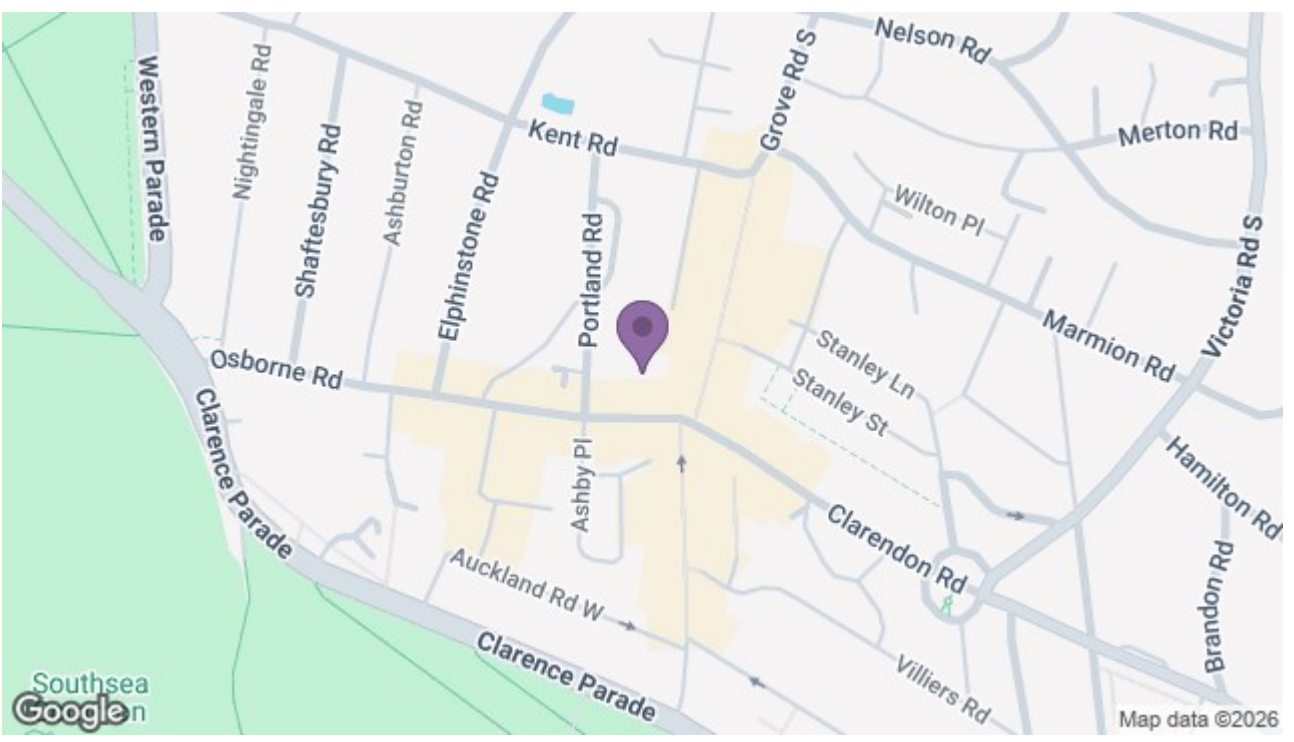 Nelson Rd
Grove Rd S
Western Parade
Nightingale Rd
Shaftesbury Rd
Ashburton Rd
Kent Rd
Merton Rd
Elphinstone Rd
Portland Rd
Wilton Pl
Victoria Rd S
Marmion Rd
Stanley Ln
Osborne Rd
Stanley St
Clarence Parade
Ashby Pl
Hamilton Rd
Clarendon Rd
Auckland Rd W
Brandon Rd
Clarence Parade
Villiers Rd
Southsea
Google
Map data ©2026